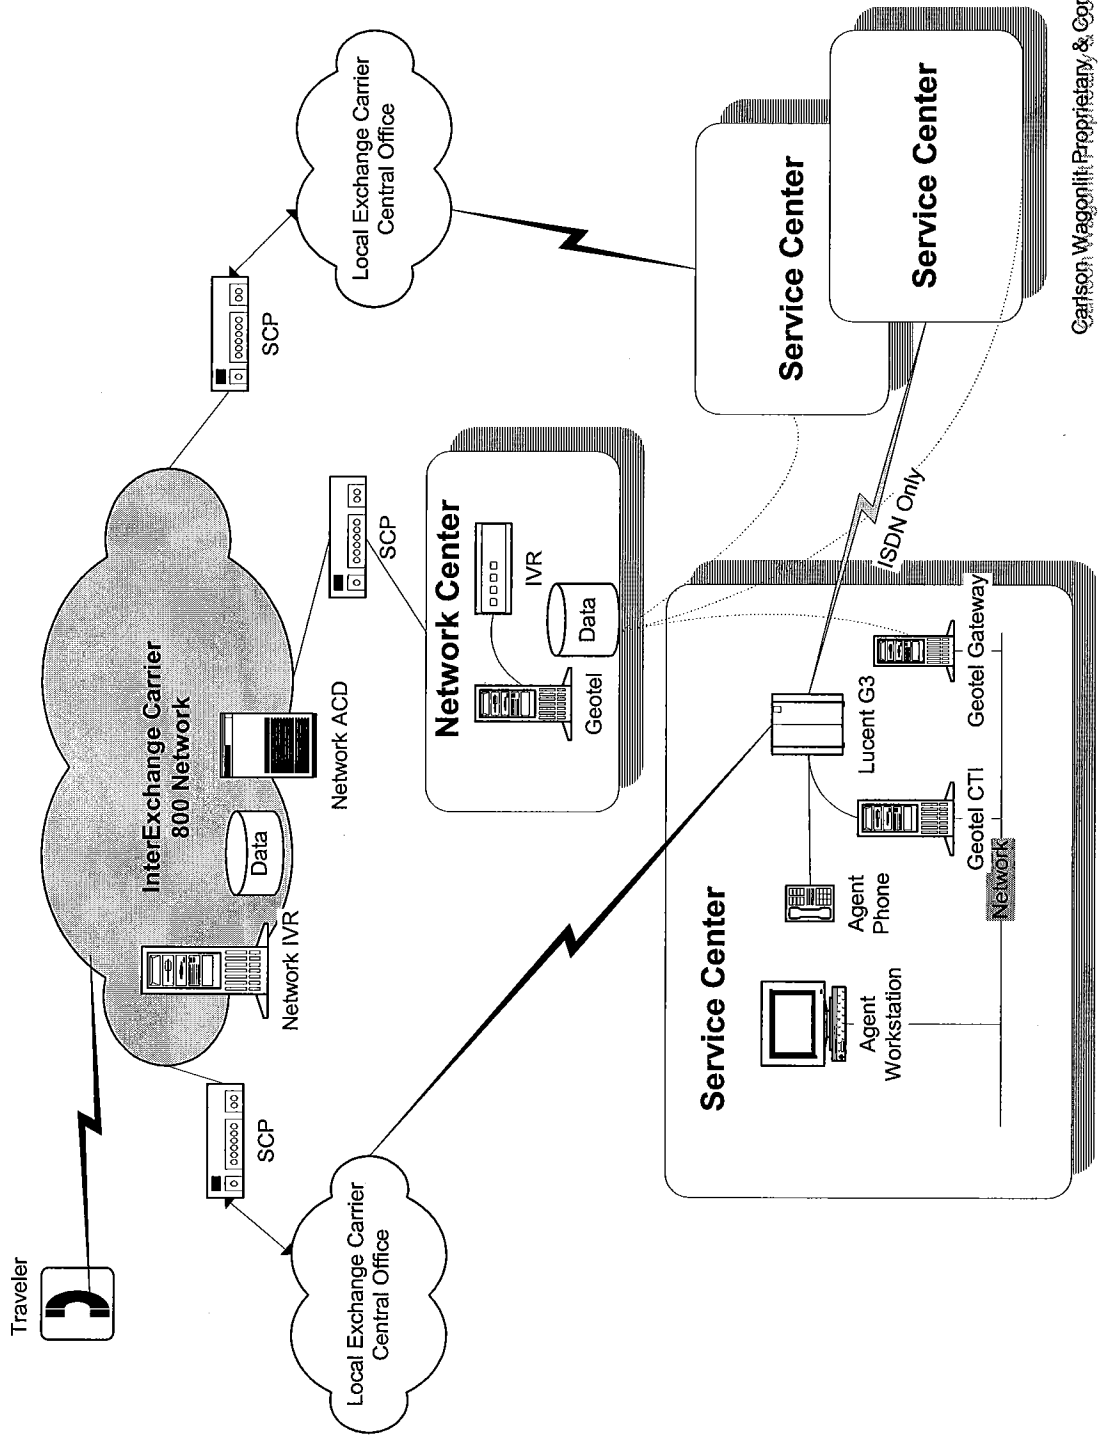 Traveler
InterExchange Carrier
800 Network
Network IVR
Data
Network ACD
SCP
SCP
SCP
Local Exchange Carrier
Central Office
Local Exchange Carrier
Central Office
Network Center
Geotel
IVR
Data
Service Center
Agent
Workstation
Agent
Phone
Lucent G3
Geotel CTI
Geotel Gateway
Network
ISDN Only
Service Center
Service Center
Carlson Wagonlit Proprietary &